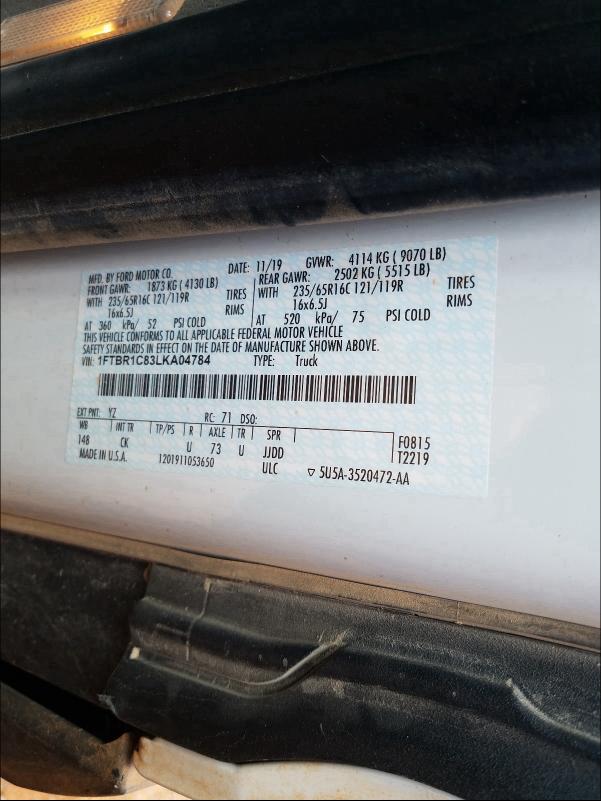 MFD. BY FORD MOTOR CO. DATE: 11/19 GVWR: 4114 KG ( 9070 LB)
FRONT GAWR: 1873 KG ( 4130 LB) REAR GAWR: 2502 KG ( 5515 LB)
WITH 235/65R16C 121/119R TIRES WITH 235/65R16C 121/119R TIRES
16x6.5J RIMS 16x6.5J RIMS
AT 360 kPa/ 52 PSI COLD AT 520 kPa/ 75 PSI COLD
THIS VEHICLE CONFORMS TO ALL APPLICABLE FEDERAL MOTOR VEHICLE
SAFETY STANDARDS IN EFFECT ON THE DATE OF MANUFACTURE SHOWN ABOVE.
VIN: 1FTBR1C83LKA04784 TYPE: Truck
EXT PNT: YZ RC: 71 DSO:
WB INT TR TP/PS R AXLE TR SPR F0815
148 CK U 73 U JJDD T2219
MADE IN U.S.A. 1201911053650 ULC ▽ 5U5A-3520472-AA